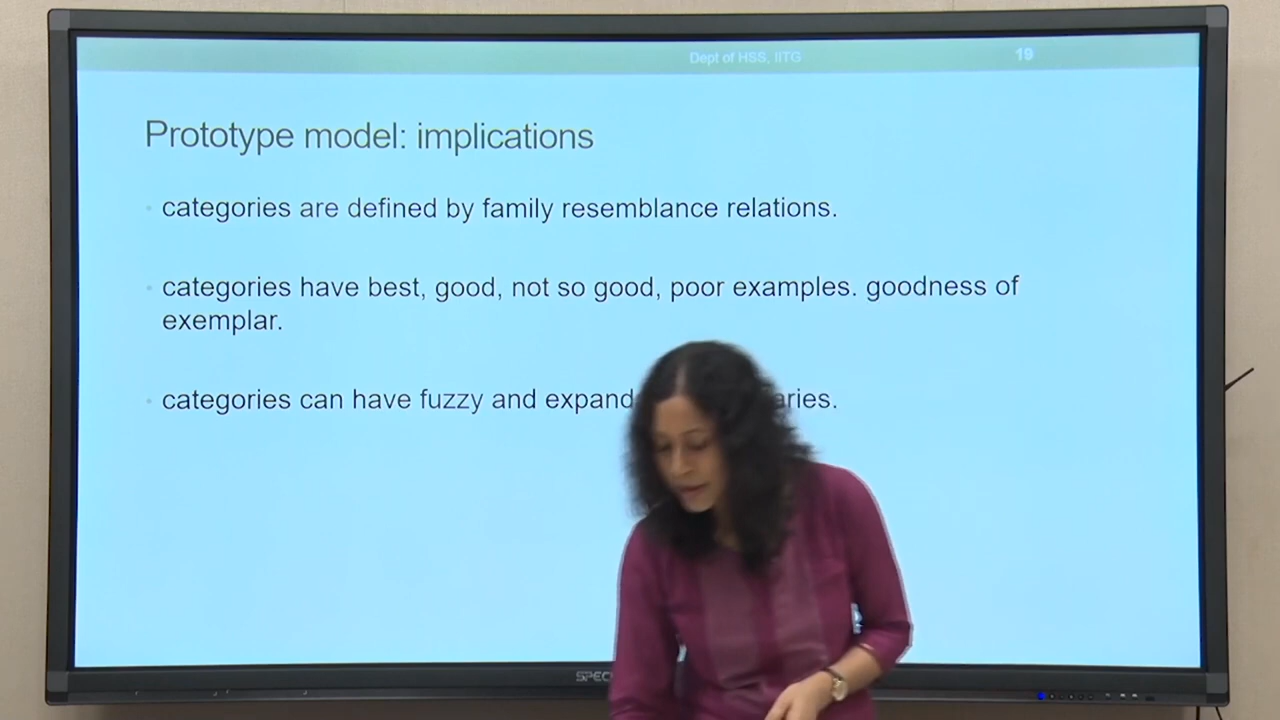 Dept of HSS, IITG 19
Prototype model: implications
categories are defined by family resemblance relations.
categories have best, good, not so good, poor examples. goodness of
exemplar.
categories can have fuzzy and